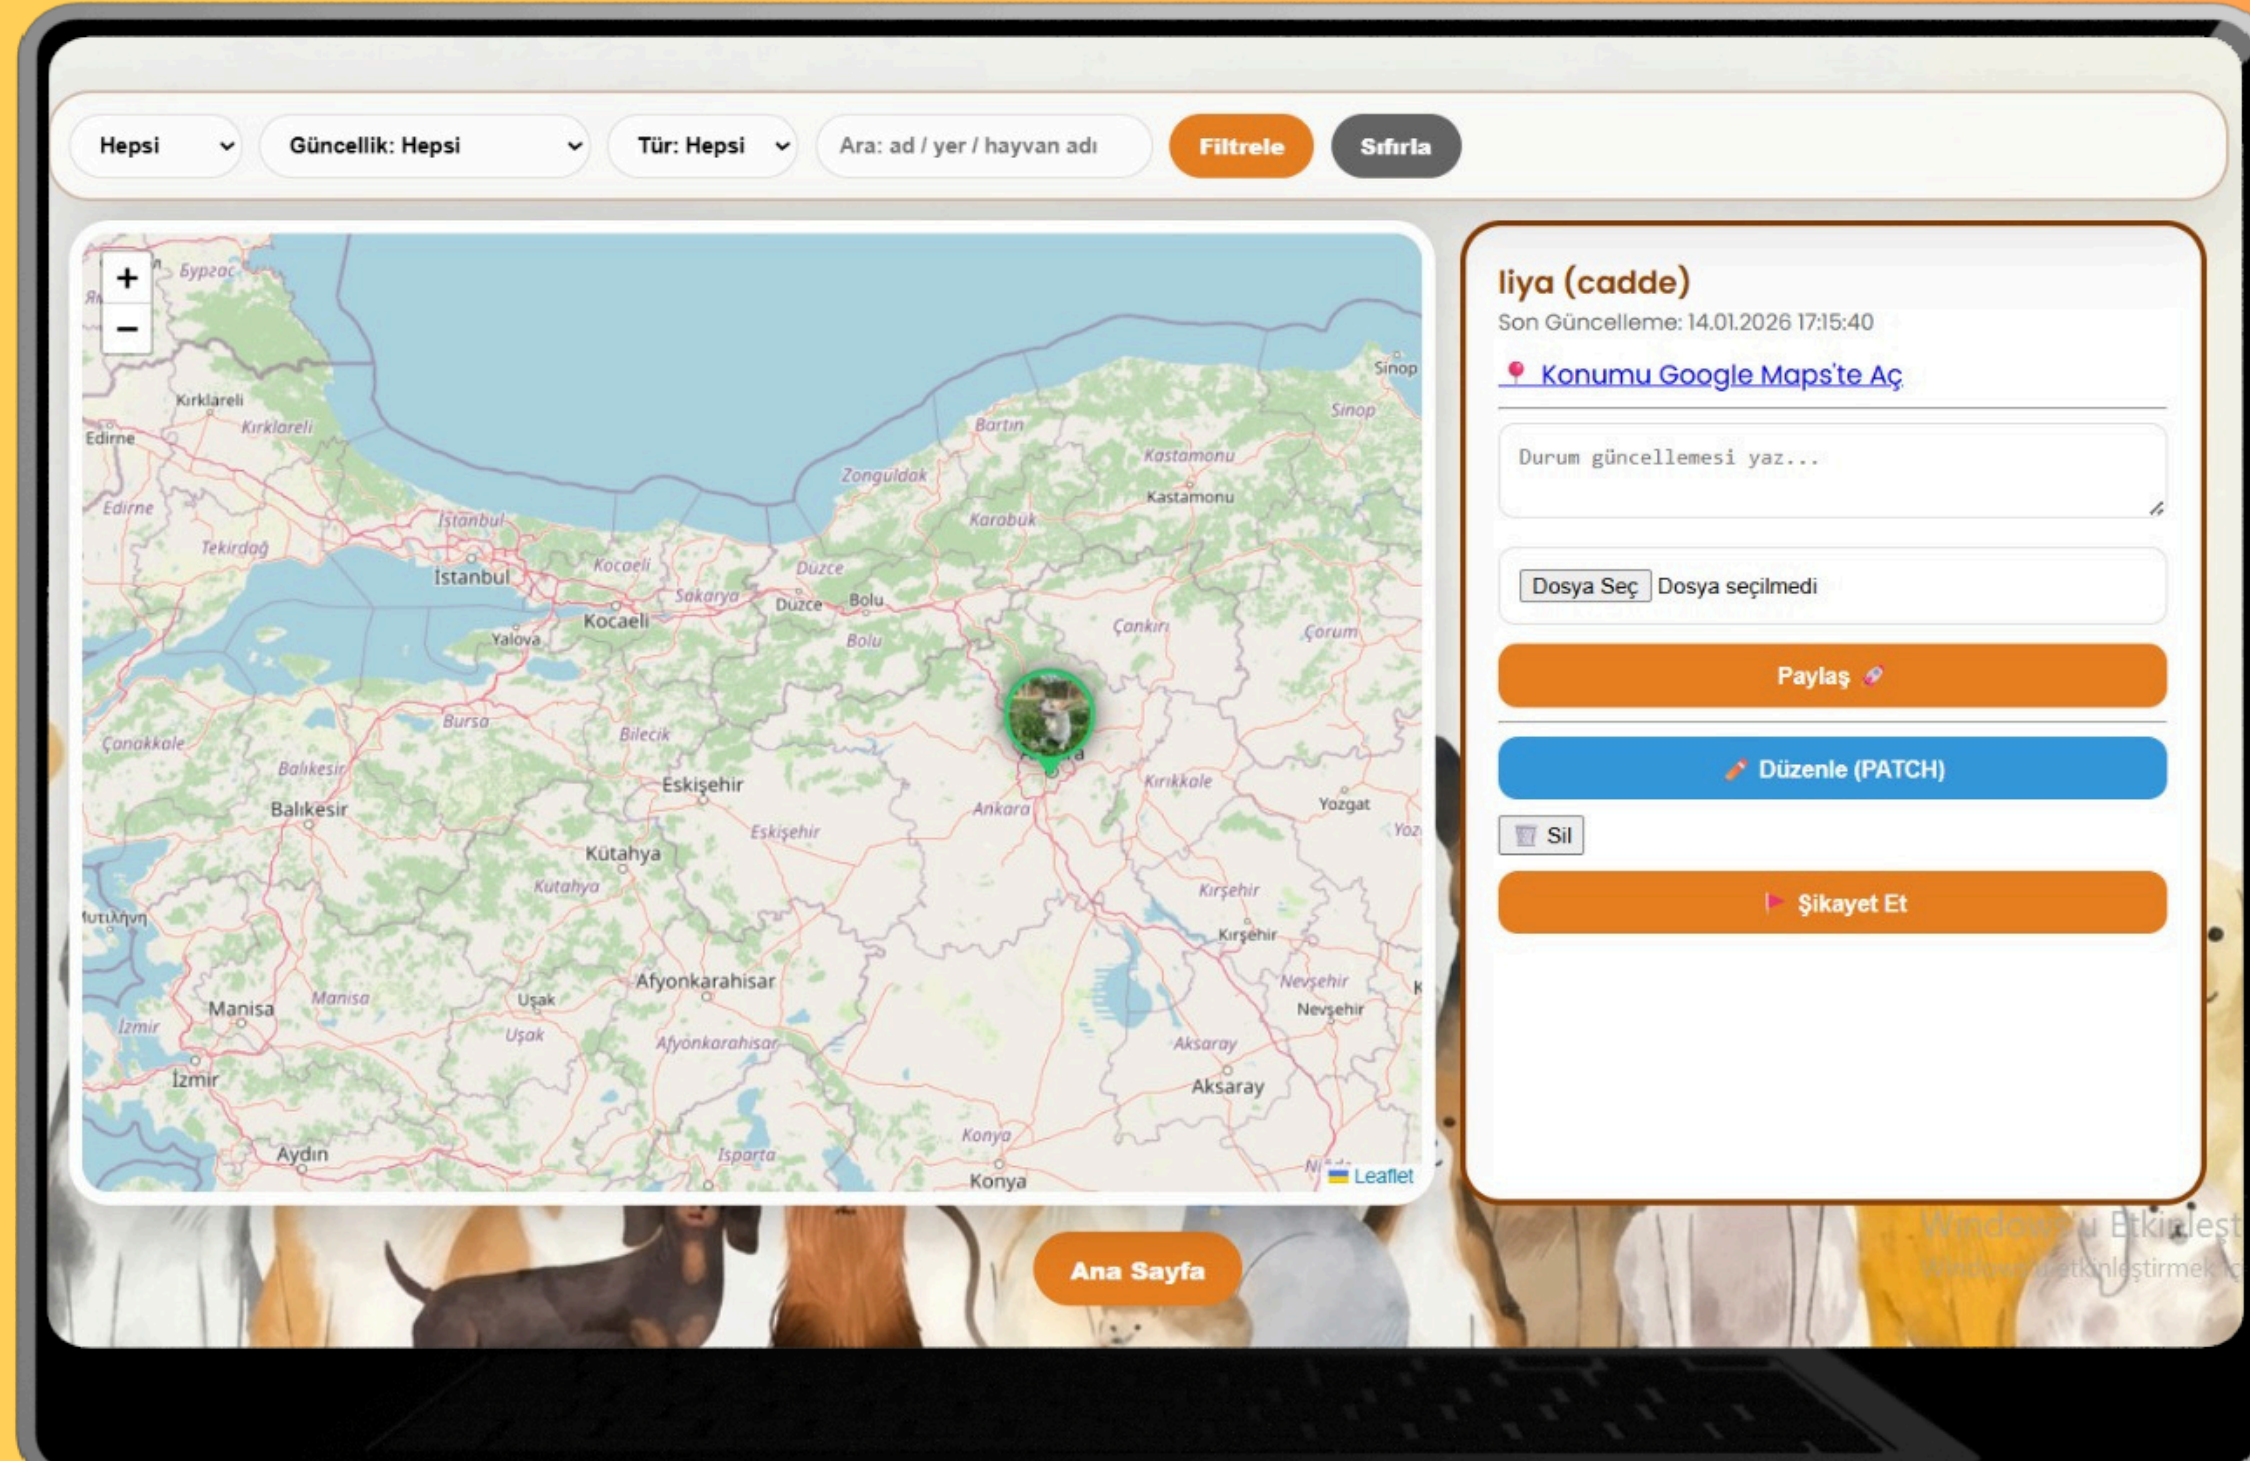 Hepsi
Güncellik: Hepsi
Tür: Hepsi
Ara: ad / yer / hayvan adı
Filtrele
Sıfırla
+
−
Бургас
Kırklareli
Kırklareli
Edirne
Edirne
Tekirdağ
İstanbul
İstanbul
Kocaeli
Kocaeli
Yalova
Sakarya
Düzce
Düzce
Bolu
Bolu
Zonguldak
Bartın
Karabük
Kastamonu
Kastamonu
Sinop
Sinop
Çankırı
Çorum
Çanakkale
Bursa
Bilecik
Balıkesir
Balıkesir
Eskişehir
Eskişehir
Ankara
Kırıkkale
Yozgat
Kütahya
Kütahya
Kırşehir
Kırşehir
Manisa
Manisa
Uşak
Uşak
Afyonkarahisar
Afyonkarahisar
Nevşehir
Nevşehir
İzmir
İzmir
Aksaray
Aksaray
Aydın
Isparta
Konya
Konya
Leaflet
liya (cadde)
Son Güncelleme: 14.01.2026 17:15:40
Konumu Google Maps'te Aç
Durum güncellemesi yaz...
Dosya Seç Dosya seçilmedi
Paylaş
Düzenle (PATCH)
Sil
Şikayet Et
Ana Sayfa